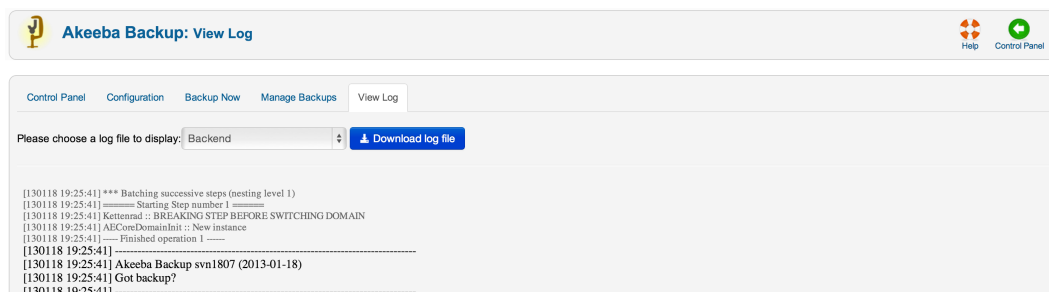 Akeeba Backup: View Log
Help
Control Panel
Control Panel Configuration Backup Now Manage Backups View Log
Please choose a log file to display: Backend Download log file
[130118 19:25:41] *** Batching successive steps (nesting level 1)
[130118 19:25:41] ====== Starting Step number 1 ======
[130118 19:25:41] Kettenrad :: BREAKING STEP BEFORE SWITCHING DOMAIN
[130118 19:25:41] AECoreDomainInit :: New instance
[130118 19:25:41] ----- Finished operation 1 ------
[130118 19:25:41] --------------------------------------------------------------------------------
[130118 19:25:41] Akeeba Backup svn1807 (2013-01-18)
[130118 19:25:41] Got backup?
[130118 19:25:41] --------------------------------------------------------------------------------